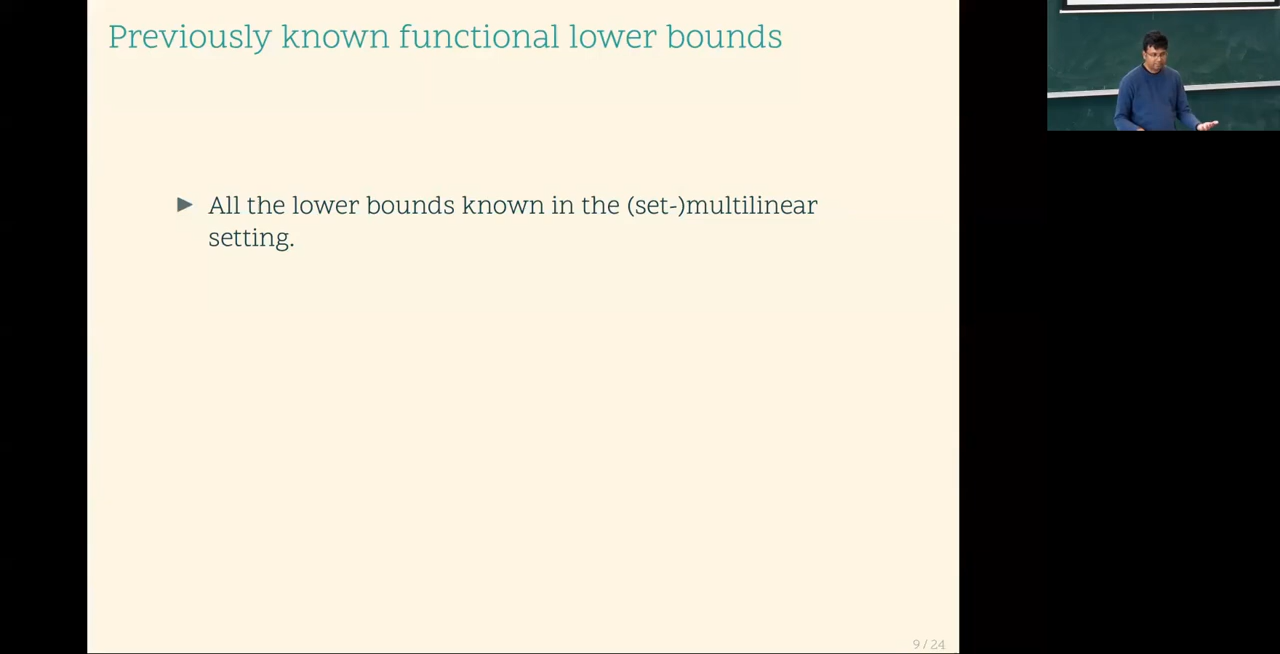 Previously known functional lower bounds
▶ All the lower bounds known in the (set-)multilinear
setting.
9 / 24